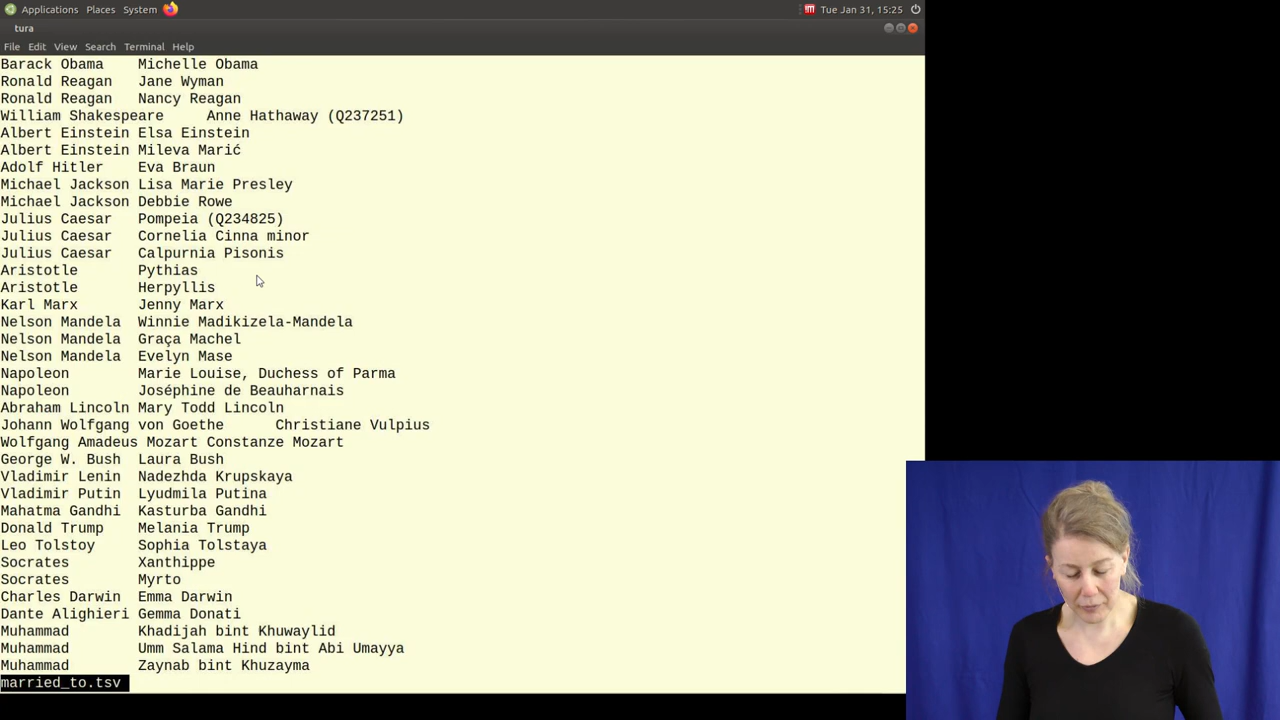 Applications Places System Tue Jan 31, 15:25
tura
File Edit View Search Terminal Help
Barack Obama Michelle Obama
Ronald Reagan Jane Wyman
Ronald Reagan Nancy Reagan
William Shakespeare Anne Hathaway (Q237251)
Albert Einstein Elsa Einstein
Albert Einstein Mileva Marić
Adolf Hitler Eva Braun
Michael Jackson Lisa Marie Presley
Michael Jackson Debbie Rowe
Julius Caesar Pompeia (Q234825)
Julius Caesar Cornelia Cinna minor
Julius Caesar Calpurnia Pisonis
Aristotle Pythias
Aristotle Herpyllis
Karl Marx Jenny Marx
Nelson Mandela Winnie Madikizela-Mandela
Nelson Mandela Graça Machel
Nelson Mandela Evelyn Mase
Napoleon Marie Louise, Duchess of Parma
Napoleon Joséphine de Beauharnais
Abraham Lincoln Mary Todd Lincoln
Johann Wolfgang von Goethe Christiane Vulpius
Wolfgang Amadeus Mozart Constanze Mozart
George W. Bush Laura Bush
Vladimir Lenin Nadezhda Krupskaya
Vladimir Putin Lyudmila Putina
Mahatma Gandhi Kasturba Gandhi
Donald Trump Melania Trump
Leo Tolstoy Sophia Tolstaya
Socrates Xanthippe
Socrates Myrto
Charles Darwin Emma Darwin
Dante Alighieri Gemma Donati
Muhammad Khadijah bint Khuwaylid
Muhammad Umm Salama Hind bint Abi Umayya
Muhammad Zaynab bint Khuzayma
married_to.tsv